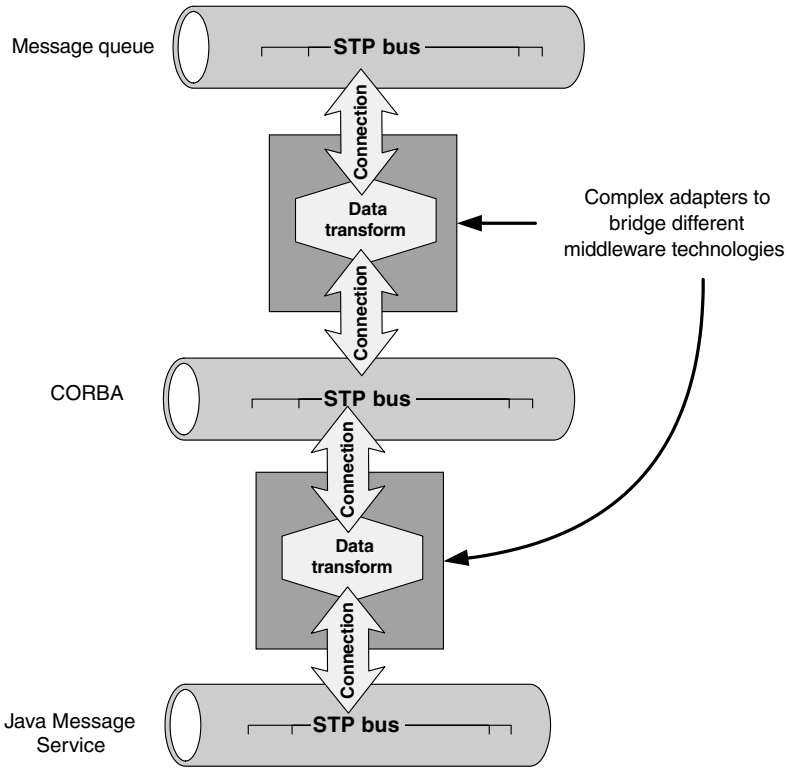 Message queue
STP bus
Connection
Data
transform
Complex adapters to
bridge different
middleware technologies
Connection
CORBA
STP bus
Connection
Data
transform
Connection
Java Message
Service
STP bus